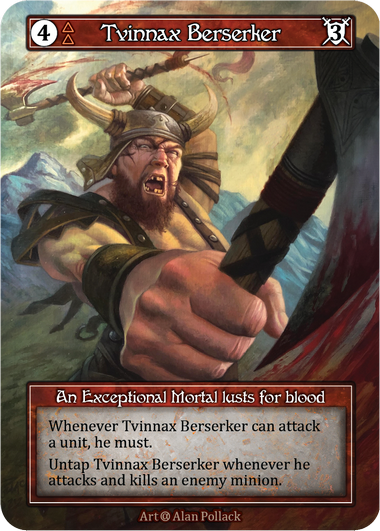 4 Tvinnax Berserker 3
An Exceptional Mortal lusts for blood
Whenever Tvinnax Berserker can attack
a unit, he must.
Untap Tvinnax Berserker whenever he
attacks and kills an enemy minion.
Art @ Alan Pollack